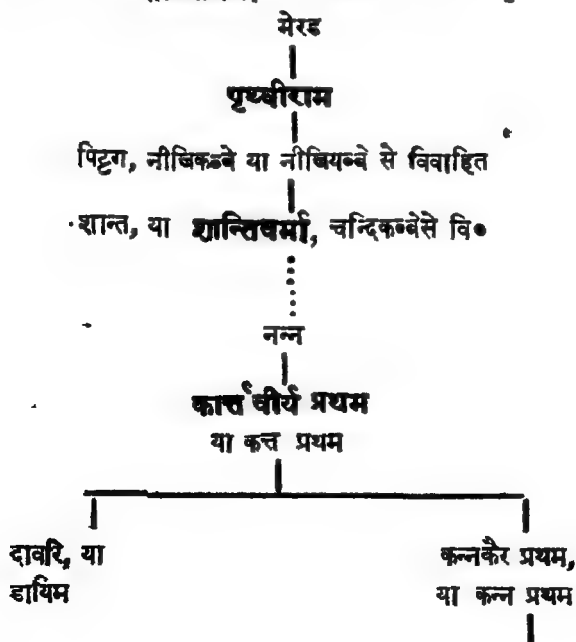 मेरड
पृथ्वीराम
पिट्टग, नीजिकब्बे या नीजियब्बे से विवाहित
शान्त, या शान्तिवर्मा, चन्दिकब्बेसे वि०
नन्न
कार्त्तवीर्य प्रथम
या कत्त प्रथम
दावरि, या
डायिम
कन्नकैर प्रथम,
या कन्न प्रथम